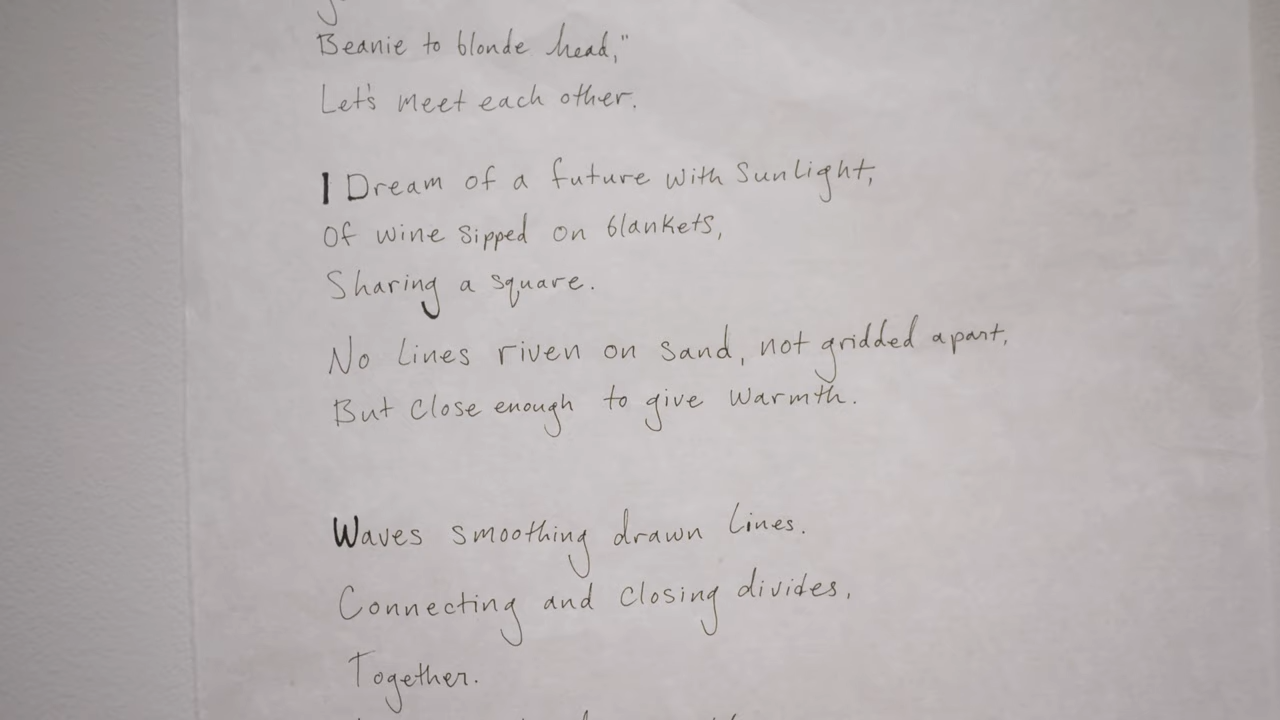 Beanie to blonde head,"
Let's meet each other.
I Dream of a future with Sunlight,
Of wine sipped on blankets,
Sharing a square.
No lines riven on sand, not gridded apart,
But close enough to give warmth.
Waves smoothing drawn lines.
Connecting and closing divides,
Together.